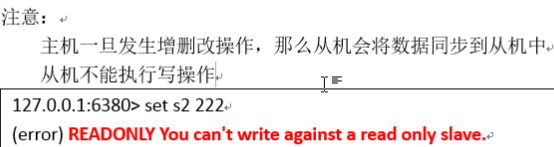 注意：
主机一旦发生增删改操作，那么从机会将数据同步到从机中
从机不能执行写操作
127.0.0.1:6380> set s2 222
(error) READONLY You can't write against a read only slave.